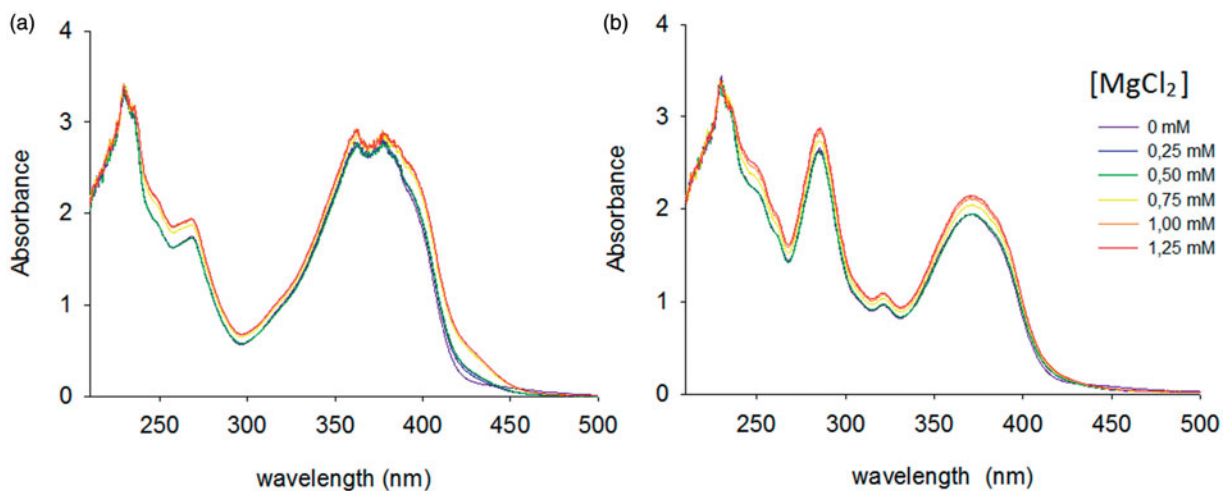 (a)
4
3
2
1
0
Absorbance
250 300 350 400 450 500
wavelength (nm)
(b)
4
3
2
1
0
Absorbance
250 300 350 400 450 500
wavelength (nm)
[MgCl₂]
0 mM
0,25 mM
0,50 mM
0,75 mM
1,00 mM
1,25 mM